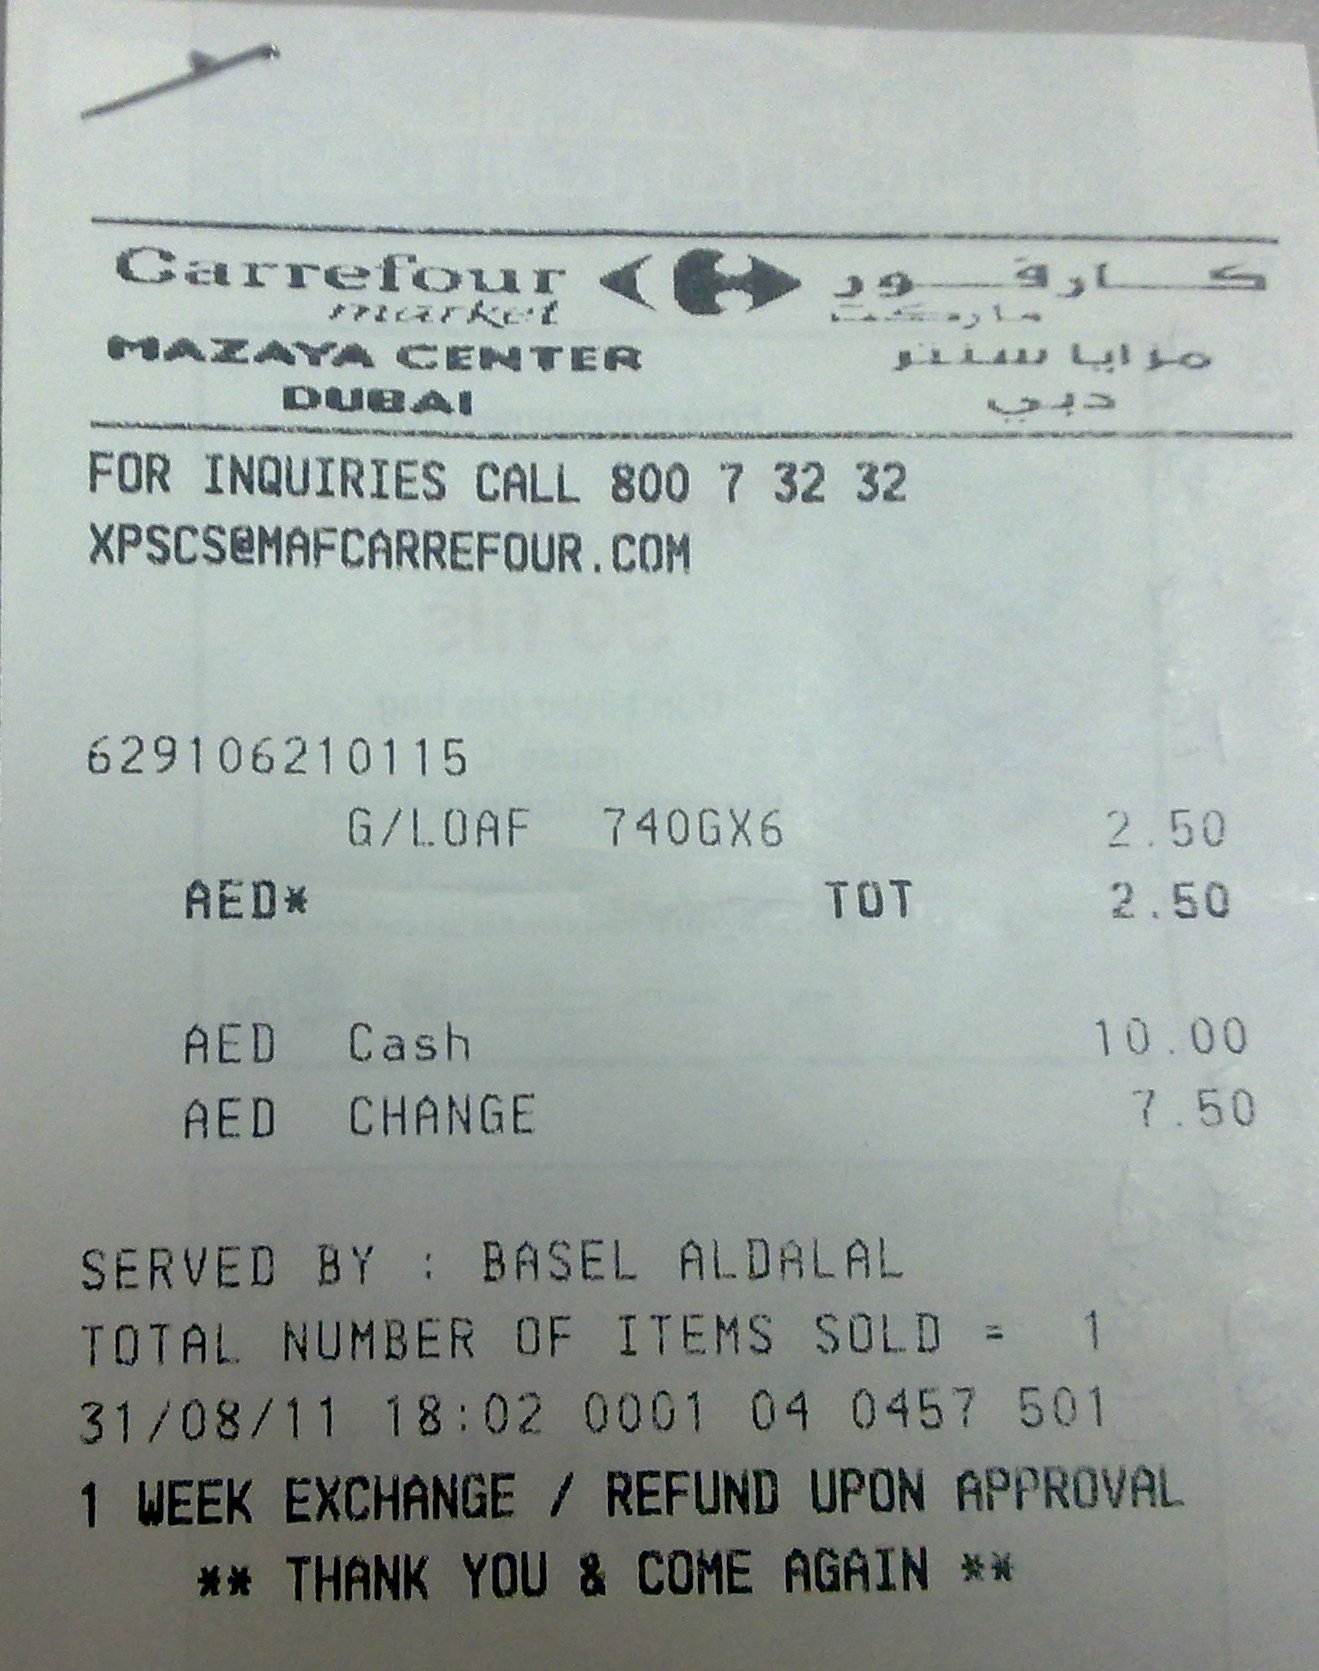 Carrefour كارفور
market ماركت
MAZAYA CENTER مزايا سنتر
DUBAI دبي
FOR INQUIRIES CALL 800 7 32 32
XPSCS@MAFCARREFOUR.COM
629106210115
G/LOAF 740GX6 2.50
AED* TOT 2.50
AED Cash 10.00
AED CHANGE 7.50
SERVED BY : BASEL ALDALAL
TOTAL NUMBER OF ITEMS SOLD = 1
31/08/11 18:02 0001 04 0457 501
1 WEEK EXCHANGE / REFUND UPON APPROVAL
** THANK YOU & COME AGAIN **